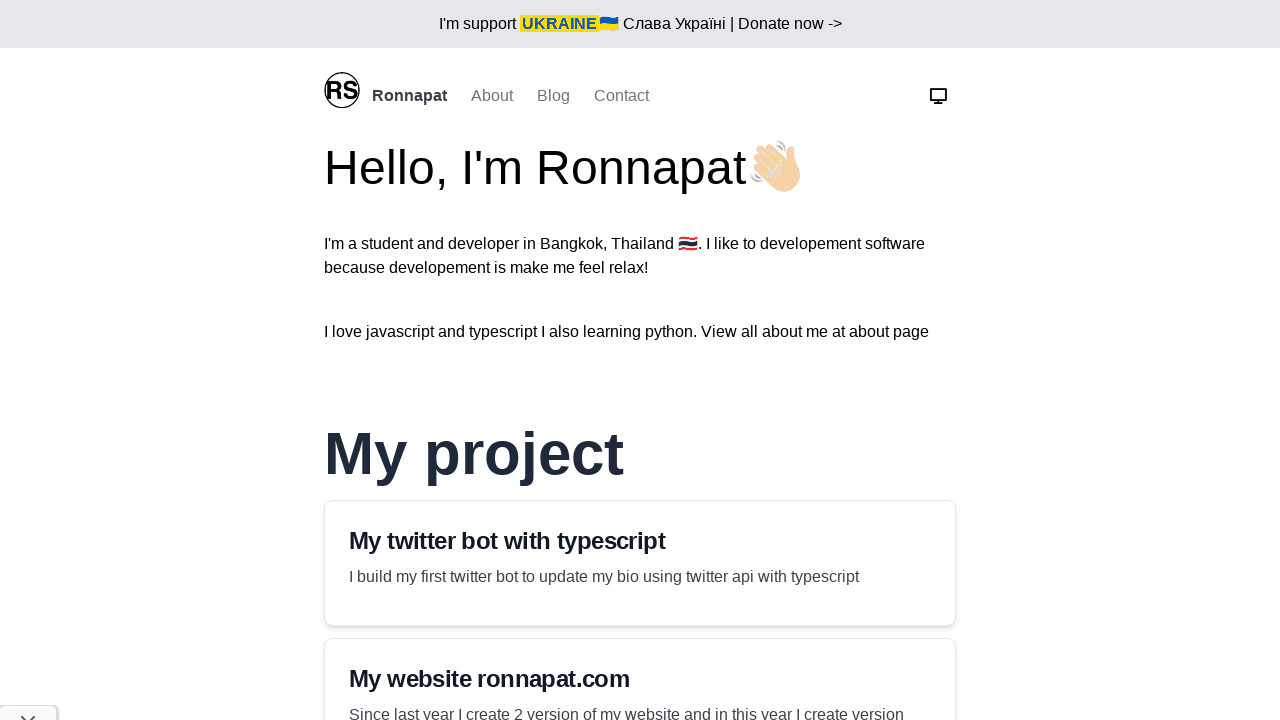 I'm support UKRAINE🇺🇦 Слава Україні | Donate now ->
RS Ronnapat About Blog Contact
Hello, I'm Ronnapat👋🏻
I'm a student and developer in Bangkok, Thailand 🇹🇭. I like to developement software
because developement is make me feel relax!
I love javascript and typescript I also learning python. View all about me at about page
My project
My twitter bot with typescript
I build my first twitter bot to update my bio using twitter api with typescript
My website ronnapat.com
Since last year I create 2 version of my website and in this year I create version